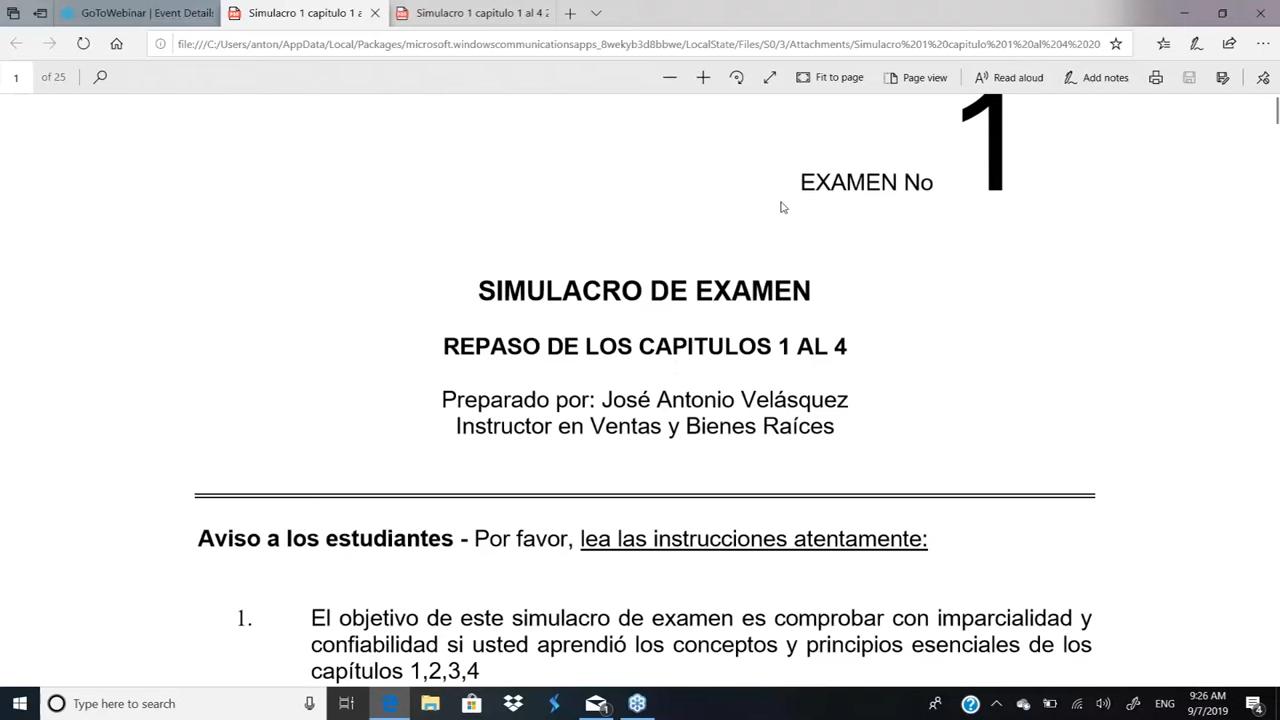 GoToWebinar | Event Details
Simulacro 1 capitulo 1 a
Simulacro 1 capitulo 1 al 4 2
file:///C:/Users/anton/AppData/Local/Packages/microsoft.windowscommunicationsapps_8wekyb3d8bbwe/LocalState/Files/S0/3/Attachments/Simulacro%201%20capitulo%201%20al%204%2020
1 of 25
Fit to page
Page view
Read aloud
Add notes
EXAMEN No 1
SIMULACRO DE EXAMEN
REPASO DE LOS CAPITULOS 1 AL 4
Preparado por: José Antonio Velásquez
Instructor en Ventas y Bienes Raíces
Aviso a los estudiantes - Por favor, lea las instrucciones atentamente:
1. El objetivo de este simulacro de examen es comprobar con imparcialidad y
confiabilidad si usted aprendió los conceptos y principios esenciales de los
capítulos 1,2,3,4
Type here to search
1
ENG
9:26 AM
9/7/2019
4